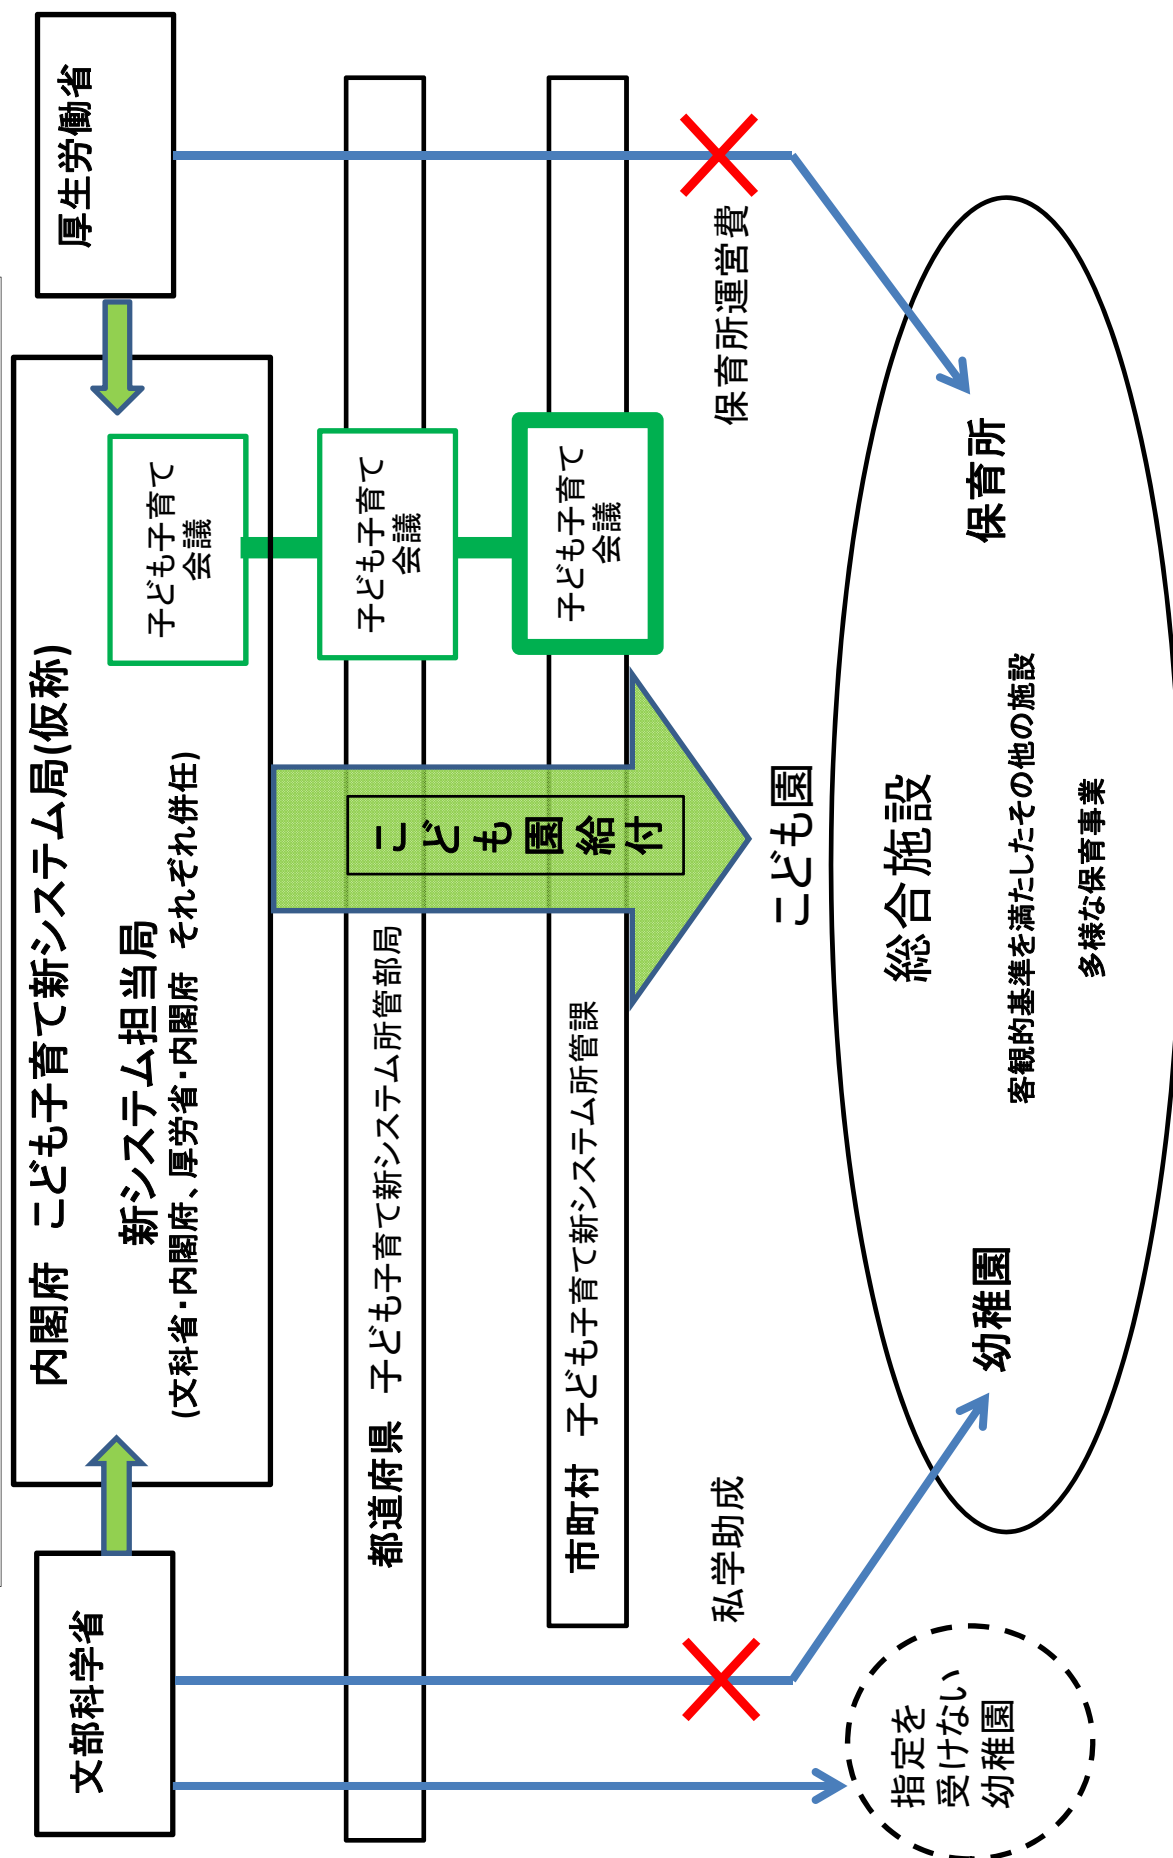 文部科学省
内閣府　こども子育て新システム局(仮称)
新システム担当局
(文科省・内閣府、厚労省・内閣府　それぞれ併任)
子ども子育て
会議
厚生労働省
都道府県　子ども子育て新システム所管部局
子ども子育て
会議
市町村　子ども子育て新システム所管課
子ども子育て
会議
こども園給付
私学助成
保育所運営費
こども園
総合施設
幼稚園
保育所
客観的基準を満たしたその他の施設
多様な保育事業
指定を
受けない
幼稚園